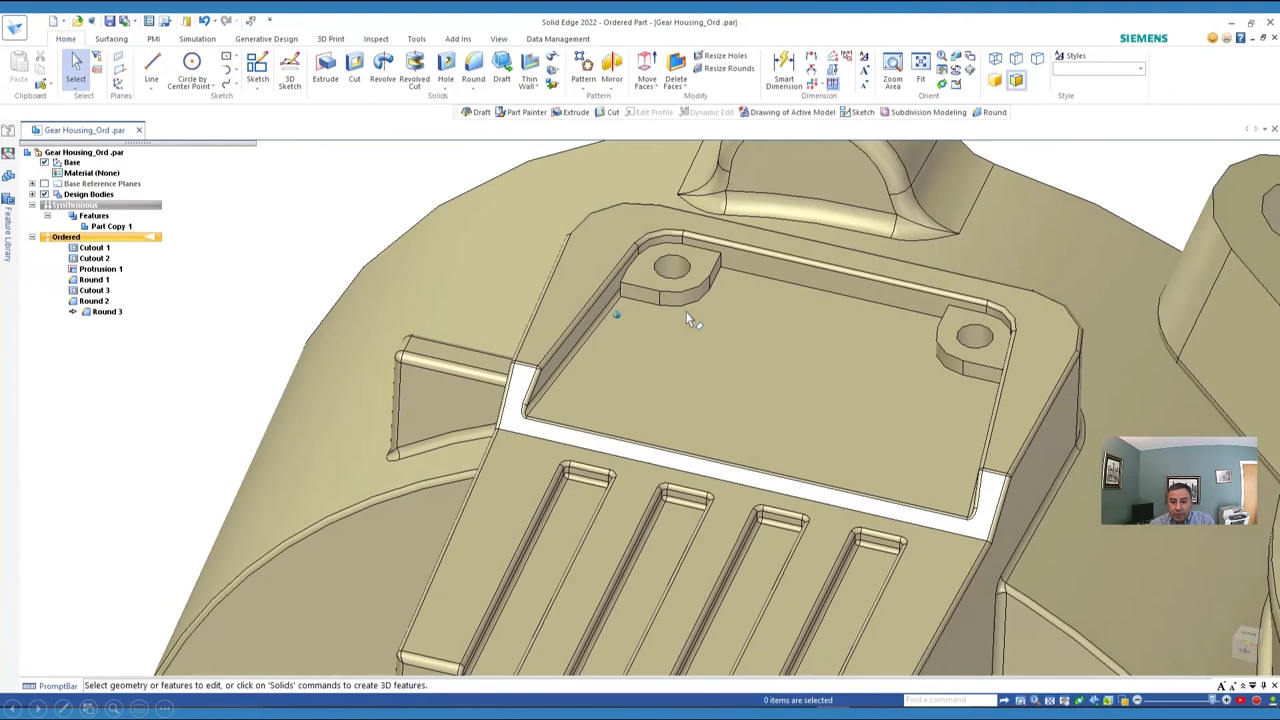 Solid Edge 2022 - Ordered Part - [Gear Housing_Ord .par]
Home Surfacing PMI Simulation Generative Design 3D Print Inspect Tools Add Ins View Data Management
SIEMENS
Paste
Select
Line
Circle by Center Point
Sketch
3D Sketch
Extrude
Cut
Revolve
Revolved Cut
Hole
Round
Draft
Thin Wall
Pattern
Mirror
Move Faces
Delete Faces
Resize Holes
Resize Rounds
Smart Dimension
Zoom Area
Fit
Styles
Clipboard Select Planes Sketch Solids Pattern Modify Dimension Orient Style
Draft Part Painter Extrude Cut Edit Profile Dynamic Edit Drawing of Active Model Sketch Subdivision Modeling Round
Gear Housing_Ord .par
Feature Library
Gear Housing_Ord .par
Base
Material (None)
Base Reference Planes
Design Bodies
Synchronous
Features
Part Copy 1
Ordered
Cutout 1
Cutout 2
Protrusion 1
Round 1
Cutout 3
Round 2
Round 3
PromptBar Select geometry or features to edit, or click on 'Solids' commands to create 3D features.
0 items are selected
Find a command